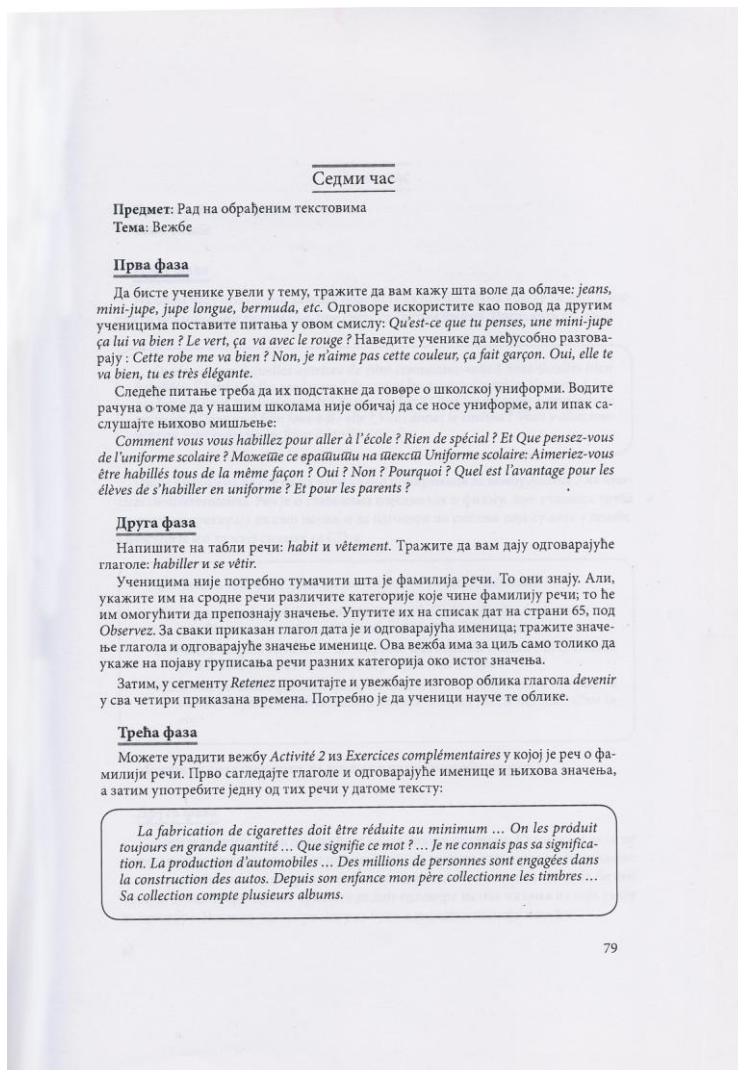 Седми час
Предмет: Рад на обрађеним текстовима
Тема: Вежбе
Прва фаза
Да бисте ученике увели у тему, тражите да вам кажу шта воле да облаче: jeans,
mini-jupe, jupe longue, bermuda, etc. Одговоре искористите као повод да другим
ученицима поставите питања у овом смислу: Qu'est-ce que tu penses, une mini-jupe
ça lui va bien ? Le vert, ça va avec le rouge ? Наведите ученике да међусобно разгова-
рају : Cette robe me va bien ? Non, je n'aime pas cette couleur, ça fait garçon. Oui, elle te
va bien, tu es très élégante.
Следеће питање треба да их подстакне да говоре о школској униформи. Водите
рачуна о томе да у нашим школама није обичај да се носе униформе, али ипак са-
слушајте њихово мишљење:
Comment vous vous habillez pour aller à l'école ? Rien de spécial ? Et Que pensez-vous
de l'uniforme scolaire ? Можете се вратити на текст Uniforme scolaire: Aimeriez-vous
être habillés tous de la même façon ? Oui ? Non ? Pourquoi ? Quel est l'avantage pour les
élèves de s'habiller en uniforme ? Et pour les parents ?
Друга фаза
Напишите на табли речи: habit и vêtement. Тражите да вам дају одговарајуће
глаголе: habiller и se vêtir.
Ученицима није потребно тумачити шта је фамилија речи. То они знају. Али,
укажите им на сродне речи различите категорије које чине фамилију речи; то ће
им омогућити да препознају значење. Упутите их на списак дат на страни 65, под
Observez. За сваки приказан глагол дата је и одговарајућа именица; тражите значе-
ње глагола и одговарајуће значење именице. Ова вежба има за циљ само толико да
укаже на појаву груписања речи разних категорија око истог значења.
Затим, у сегменту Retenez прочитајте и увежбајте изговор облика глагола devenir
у сва четири приказана времена. Потребно је да ученици науче те облике.
Трећа фаза
Можете урадити вежбу Activité 2 из Exercices complémentaires у којој је реч о фа-
милији речи. Прво сагледајте глаголе и одговарајуће именице и њихова значења,
а затим употребите једну од тих речи у датоме тексту:
La fabrication de cigarettes doit être réduite au minimum ... On les produit
toujours en grande quantité ... Que signifie ce mot ? ... Je ne connais pas sa significa-
tion. La production d'automobiles ... Des millions de personnes sont engagées dans
la construction des autos. Depuis son enfance mon père collectionne les timbres ...
Sa collection compte plusieurs albums.
79